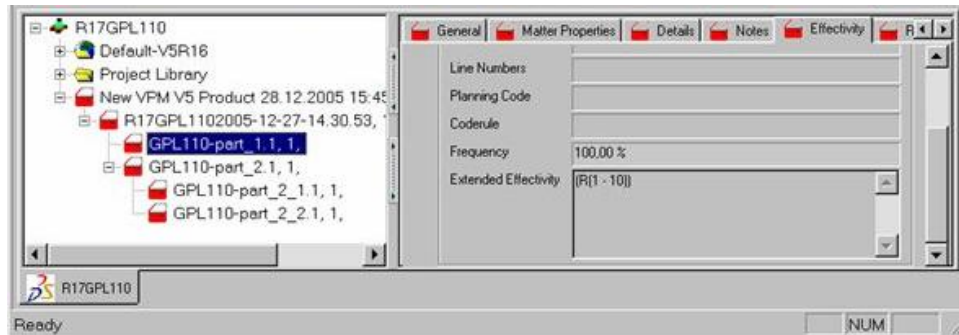 R17GPL110
Default-V5R16
Project Library
New VPM V5 Product 28.12.2005 15:45
R17GPL1102005-12-27-14.30.53,
GPL110-part_1.1, 1,
GPL110-part_2.1, 1,
GPL110-part_2_1.1, 1,
GPL110-part_2_2.1, 1,
General Matter Properties Details Notes Effectivity R
Line Numbers
Planning Code
Coderule
Frequency 100,00 %
Extended Effectivity (R(1 - 10))
R17GPL110
Ready NUM